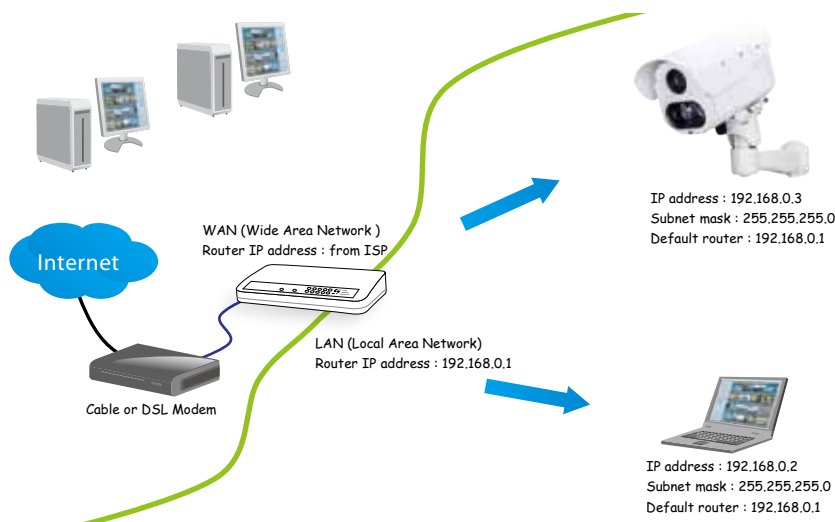 IP address : 192.168.0.3
Subnet mask : 255.255.255.0
Default router : 192.168.0.1
WAN (Wide Area Network )
Router IP address : from ISP
Internet
LAN (Local Area Network)
Router IP address : 192.168.0.1
Cable or DSL Modem
IP address : 192.168.0.2
Subnet mask : 255.255.255.0
Default router : 192.168.0.1